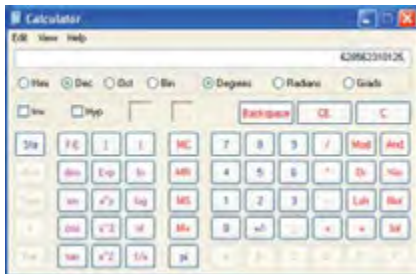 Calculator
Edit View Help
Hex Dec Oct Bin Degrees Radians Grads
Inv Hyp Backspace CE C
Sta F-E ( ) MC 7 8 9 / Mod And
Exp ln MR 4 5 6 * Or Xor
sin x^y log MS 1 2 3 - Lsh Not
cos x^3 n! M+ 0 +/- . + = Int
tan x^2 1/x pi